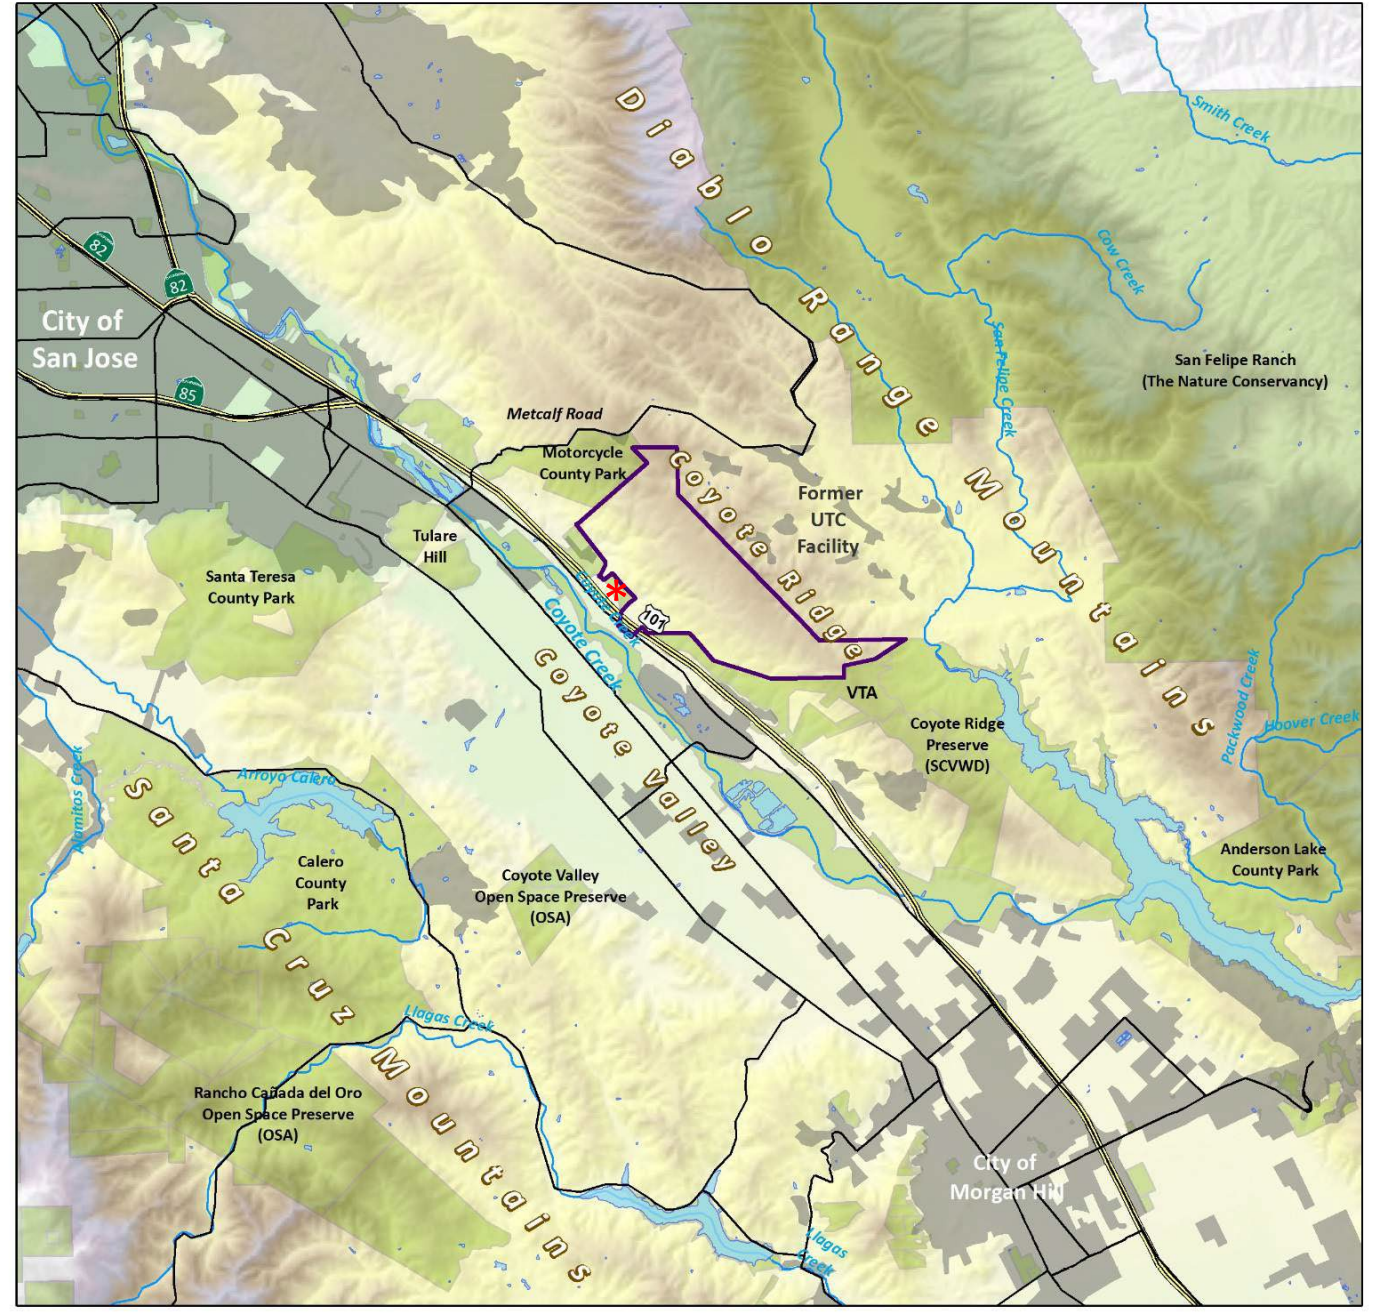 Diablo Range Mountains
Smith Creek
Cow Creek
San Felipe Creek
82
82
City of
San Jose
85
San Felipe Ranch
(The Nature Conservancy)
Metcalf Road
Motorcycle
County Park
Coyote Ridge
Former
UTC
Facility
Tulare
Hill
Santa Teresa
County Park
101
Coyote Creek
Coyote Creek
Coyote Valley
VTA
Coyote Ridge
Preserve
(SCVWD)
Packwood Creek
Hoover Creek
Alamitos Creek
Arroyo Calero
Santa Cruz Mountains
Calero
County
Park
Coyote Valley
Open Space Preserve
(OSA)
Anderson Lake
County Park
Llagas Creek
Rancho Cañada del Oro
Open Space Preserve
(OSA)
City of
Morgan Hill
Llagas
Creek